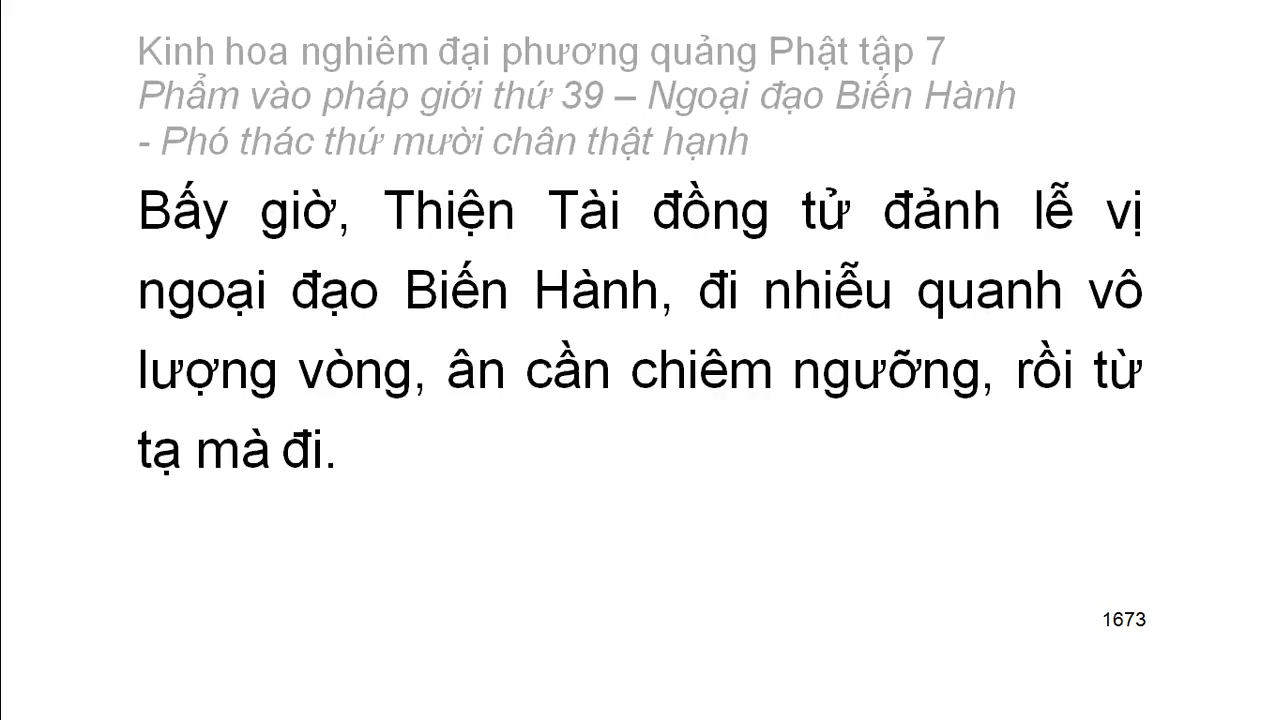 Kinh hoa nghiêm đại phương quảng Phật tập 7
Phẩm vào pháp giới thứ 39 – Ngoại đạo Biến Hành
- Phó thác thứ mười chân thật hạnh
Bấy giờ, Thiện Tài đồng tử đảnh lễ vị
ngoại đạo Biến Hành, đi nhiễu quanh vô
lượng vòng, ân cần chiêm ngưỡng, rồi từ
tạ mà đi.
1673